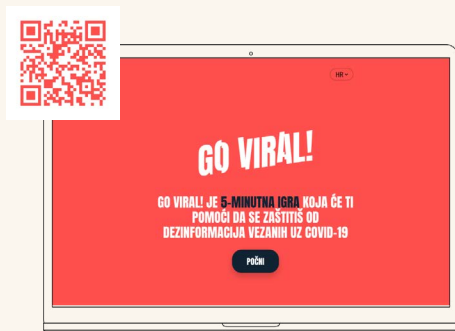 HR
GO VIRAL!
GO VIRAL! JE 5-MINUTNA IGRA KOJA ĆE TI
POMOĆI DA SE ZAŠTITIŠ OD
DEZINFORMACIJA VEZANIH UZ COVID-19
POČNI